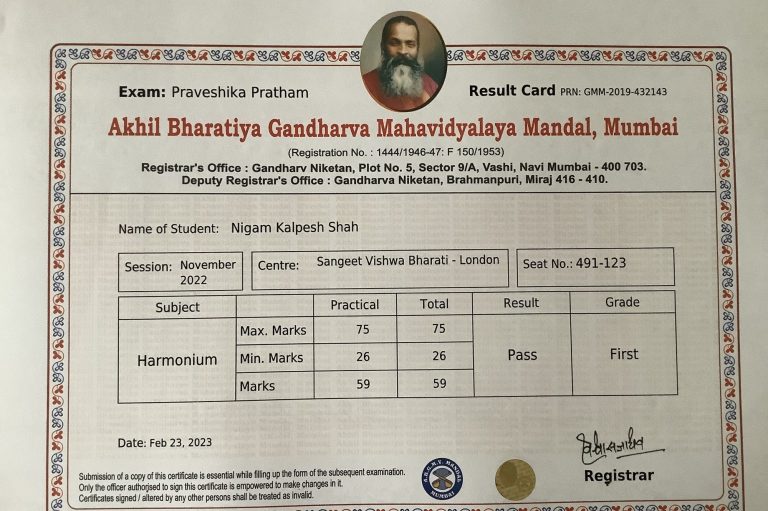 Exam: Praveshika Pratham
Result Card PRN: GMM-2019-432143
Akhil Bharatiya Gandharva Mahavidyalaya Mandal, Mumbai
(Registration No. : 1444/1946-47: F 150/1953)
Registrar's Office : Gandharv Niketan, Plot No. 5, Sector 9/A, Vashi, Navi Mumbai - 400 703.
Deputy Registrar's Office : Gandharva Niketan, Brahmanpuri, Miraj 416 - 410.
Name of Student: Nigam Kalpesh Shah
Session: November 2022
Centre: Sangeet Vishwa Bharati - London
Seat No.: 491-123
Subject Practical Total Result Grade
Harmonium
Max. Marks 75 75
Min. Marks 26 26
Marks 59 59
Pass
First
Date: Feb 23, 2023
Registrar
Submission of a copy of this certificate is essential while filling up the form of the subsequent examination.
Only the officer authorised to sign this certificate is empowered to make changes in it.
Certificates signed / altered by any other persons shall be treated as invalid.
MUMBAI